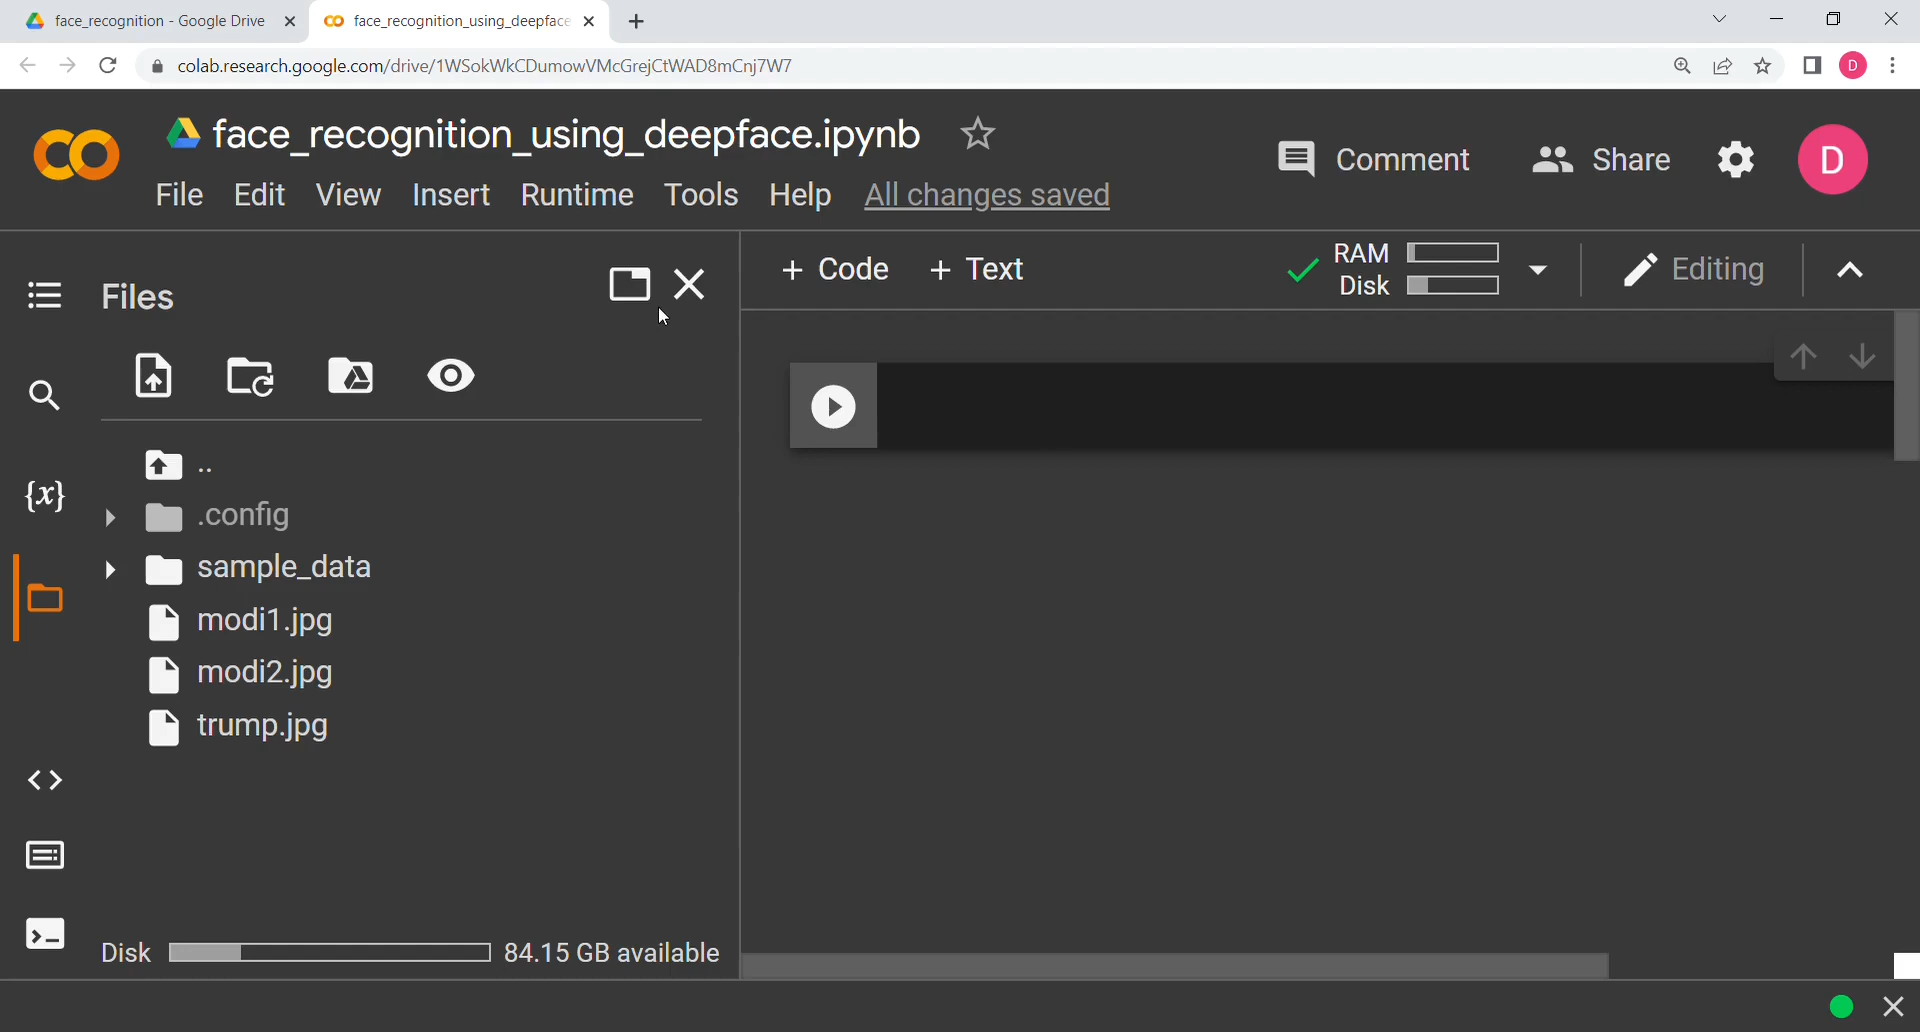 face_recognition - Google Drive
face_recognition_using_deepface
colab.research.google.com/drive/1WSokWkCDumowVMcGrejCtWAD8mCnj7W7
D
face_recognition_using_deepface.ipynb
Comment
Share
D
File Edit View Insert Runtime Tools Help All changes saved
Files
+ Code + Text
RAM
Disk
Editing
{x}
..
.config
sample_data
modi1.jpg
modi2.jpg
trump.jpg
Disk
84.15 GB available